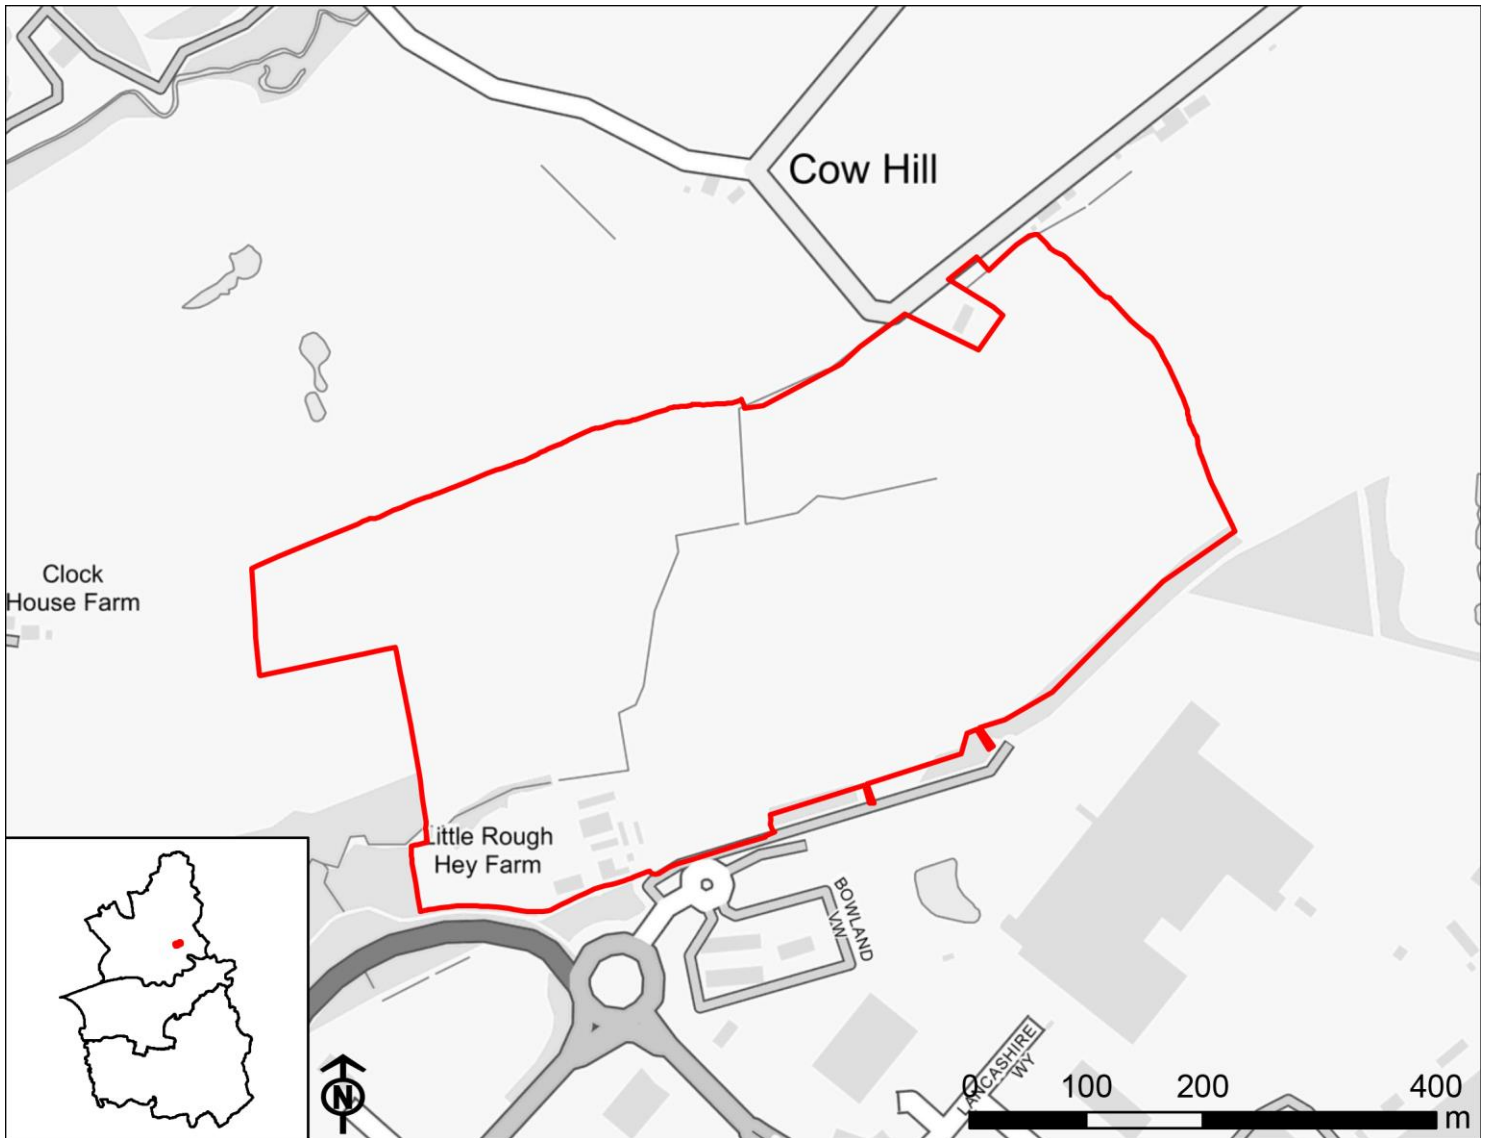 Cow Hill
Clock
House Farm
Little Rough
Hey Farm
BOWLAND
VW
LANCASHIRE
WY
N
0 100 200 400
m